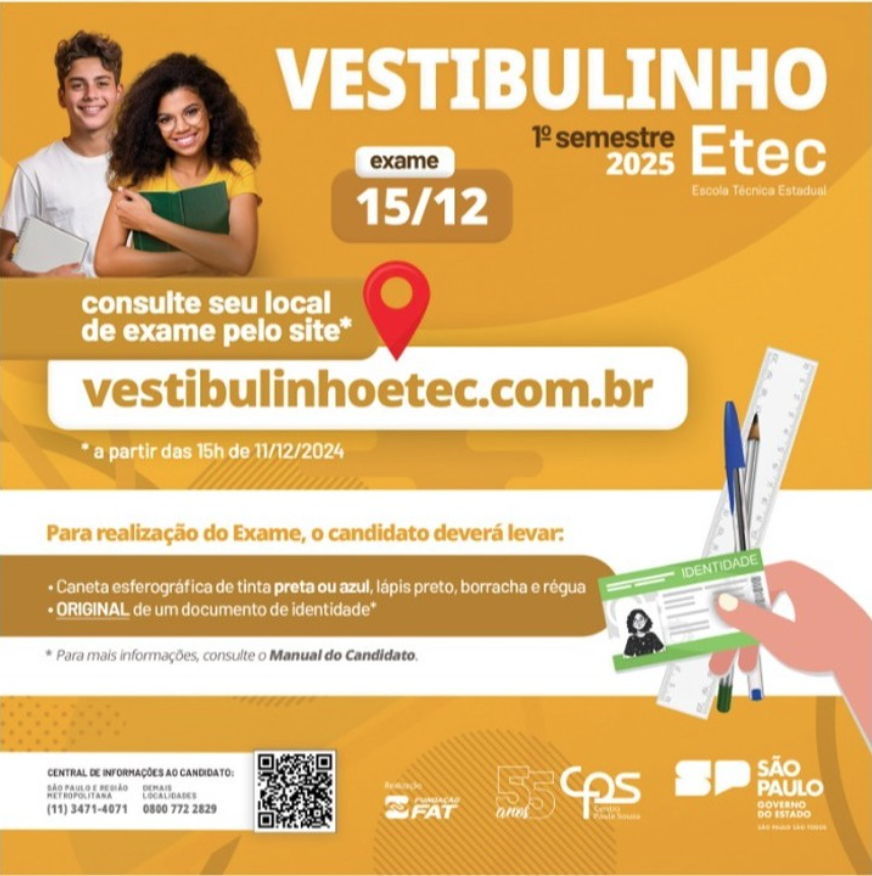 VESTIBULINHO
1º semestre
2025
Etec
Escola Técnica Estadual
exame
15/12
consulte seu local
de exame pelo site*
vestibulinhoetec.com.br
* a partir das 15h de 11/12/2024
Para realização do Exame, o candidato deverá levar:
• Caneta esferográfica de tinta preta ou azul, lápis preto, borracha e régua
• ORIGINAL de um documento de identidade*
IDENTIDADE
* Para mais informações, consulte o Manual do Candidato.
CENTRAL DE INFORMAÇÕES AO CANDIDATO:
SÃO PAULO E REGIÃO
METROPOLITANA
(11) 3471-4071
DEMAIS
LOCALIDADES
0800 772 2829
Realização
FUNDAÇÃO
FAT
55
anos
CPS
Centro
Paula Souza
SP
SÃO
PAULO
GOVERNO
DO ESTADO
SÃO PAULO SÃO TODOS